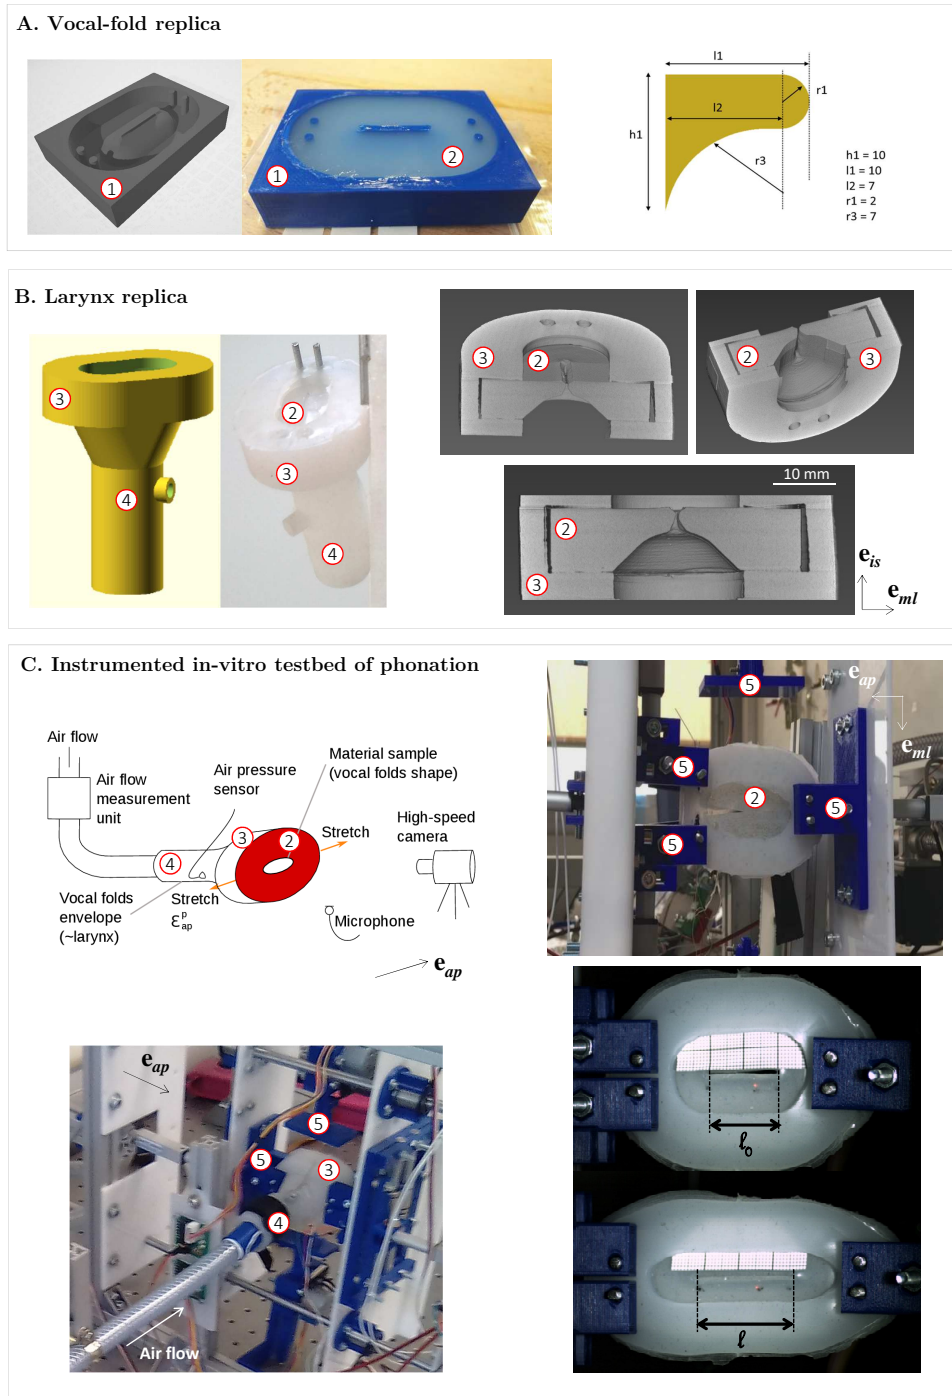 A. Vocal-fold replica
1
1
2
l1
l2
r1
h1
r3
h1 = 10
l1 = 10
l2 = 7
r1 = 2
r3 = 7
B. Larynx replica
3
4
2
3
4
3
2
2
3
10 mm
2
3
e_is
e_ml
C. Instrumented in-vitro testbed of phonation
Air flow
Air flow
measurement
unit
Air pressure
sensor
Material sample
(vocal folds shape)
High-speed
camera
Stretch
2
3
4
Vocal folds
envelope
(~larynx)
Stretch
ε^p_ap
Microphone
e_ap
5
e_ap
e_ml
5
2
5
5
e_ap
5
5
3
4
Air flow
ℓ₀
ℓ